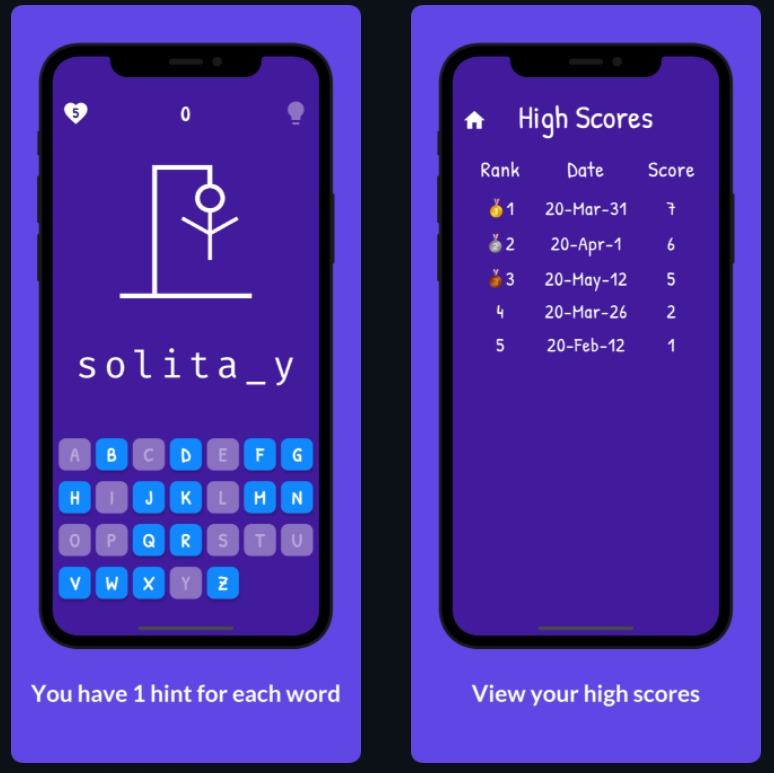 5 0
solita_y
A B C D E F G
H I J K L M N
O P Q R S T U
V W X Y Z
You have 1 hint for each word
High Scores
Rank Date Score
1 20-Mar-31 7
2 20-Apr-1 6
3 20-May-12 5
4 20-Mar-26 2
5 20-Feb-12 1
View your high scores